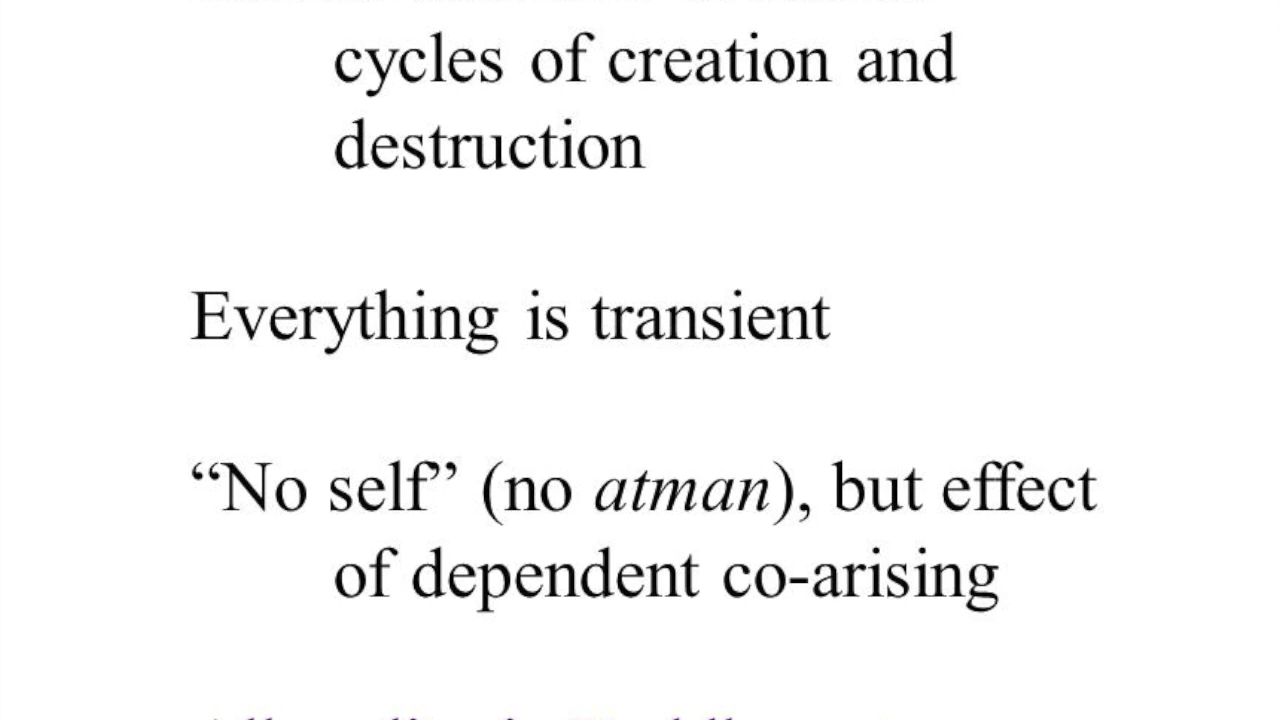 cycles of creation and
destruction
Everything is transient
“No self” (no atman), but effect
of dependent co-arising